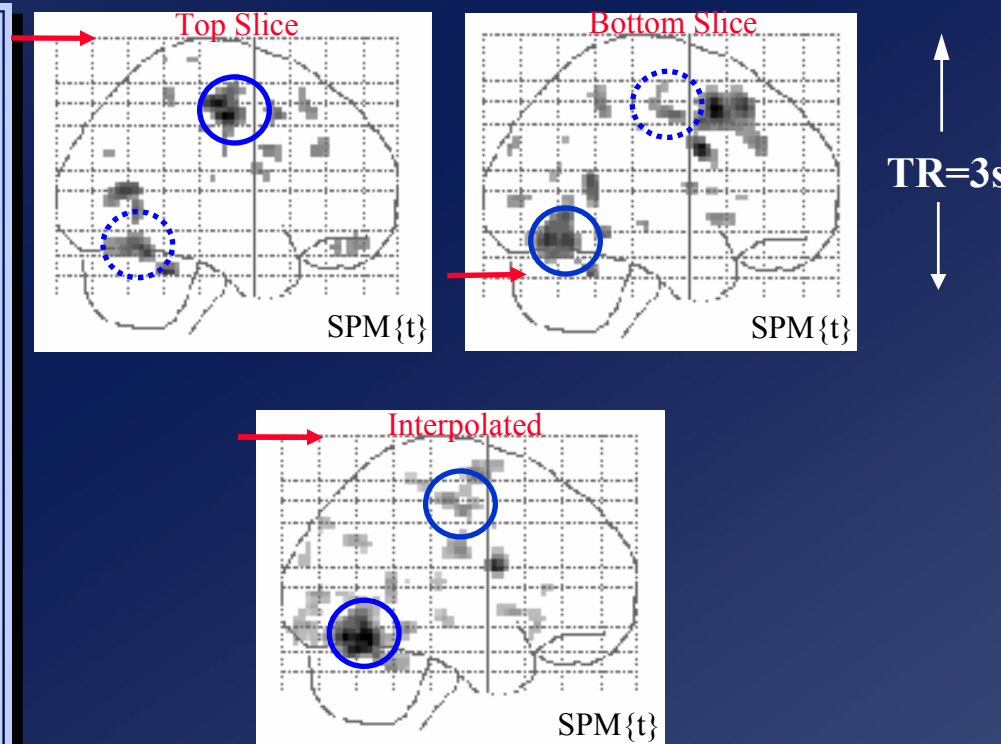 Top Slice
Bottom Slice
TR=3s
SPM{t}
SPM{t}
Interpolated
SPM{t}